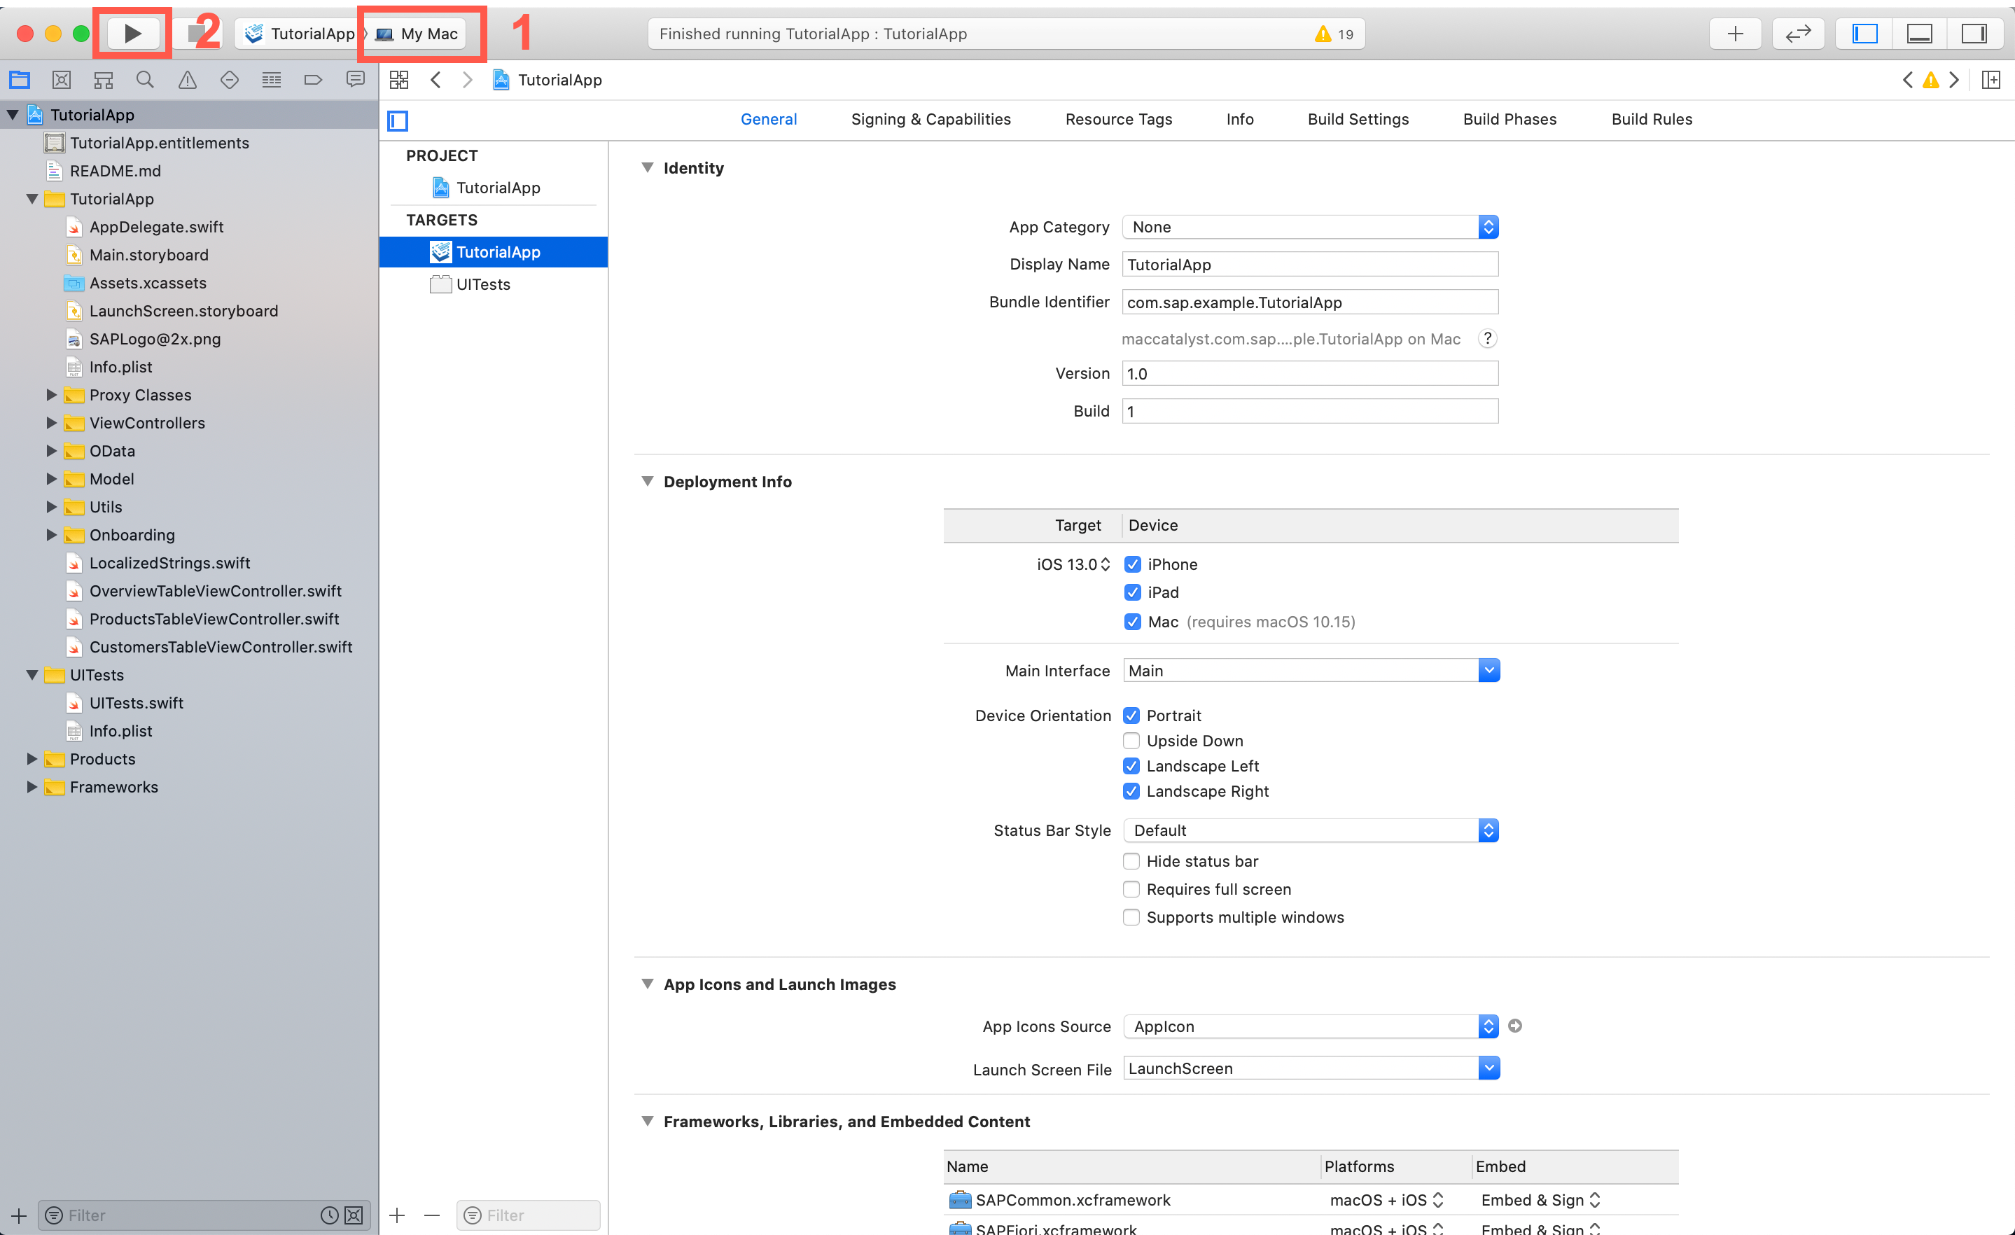 2
TutorialApp
My Mac
1
Finished running TutorialApp : TutorialApp
19
TutorialApp
TutorialApp
TutorialApp.entitlements
README.md
TutorialApp
AppDelegate.swift
Main.storyboard
Assets.xcassets
LaunchScreen.storyboard
SAPLogo@2x.png
Info.plist
Proxy Classes
ViewControllers
OData
Model
Utils
Onboarding
LocalizedStrings.swift
OverviewTableViewController.swift
ProductsTableViewController.swift
CustomersTableViewController.swift
UITests
UITests.swift
Info.plist
Products
Frameworks
Filter
PROJECT
TutorialApp
TARGETS
TutorialApp
UITests
Filter
General Signing & Capabilities Resource Tags Info Build Settings Build Phases Build Rules
Identity
App Category None
Display Name TutorialApp
Bundle Identifier com.sap.example.TutorialApp
maccatalyst.com.sap....ple.TutorialApp on Mac ?
Version 1.0
Build 1
Deployment Info
Target Device
iOS 13.0 iPhone
iPad
Mac (requires macOS 10.15)
Main Interface Main
Device Orientation Portrait
Upside Down
Landscape Left
Landscape Right
Status Bar Style Default
Hide status bar
Requires full screen
Supports multiple windows
App Icons and Launch Images
App Icons Source AppIcon
Launch Screen File LaunchScreen
Frameworks, Libraries, and Embedded Content
Name Platforms Embed
SAPCommon.xcframework macOS + iOS Embed & Sign
SAPFiori.xcframework macOS + iOS Embed & Sign